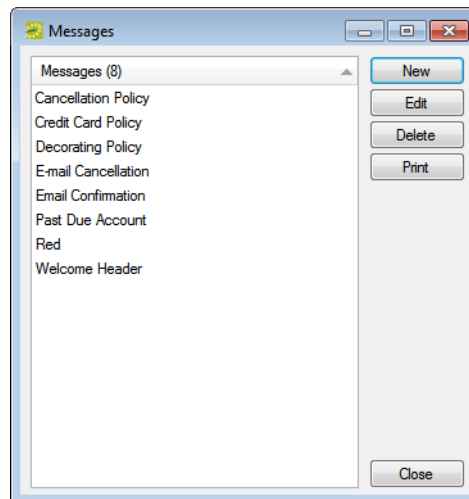 Messages
Messages (8)
Cancellation Policy
Credit Card Policy
Decorating Policy
E-mail Cancellation
Email Confirmation
Past Due Account
Red
Welcome Header
New
Edit
Delete
Print
Close